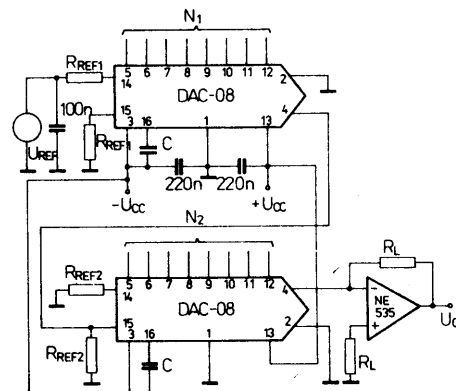 N1
5 6 7 8 9 10 11 12
RREF1
14
2
DAC-08
4
100n
15
3 16 1 13
UREF
RREF1
C
220n 220n
-UCC
+UCC
N2
5 6 7 8 9 10 11 12
RREF2
14
4
RL
DAC-08
15
2
NE
535
3 16 1 13
RREF2
C
RL